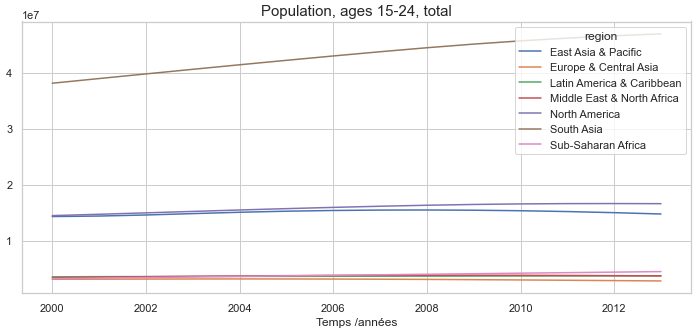 Population, ages 15-24, total
1e7
region
East Asia & Pacific
Europe & Central Asia
Latin America & Caribbean
Middle East & North Africa
North America
South Asia
Sub-Saharan Africa
4
3
2
1
2000 2002 2004 2006 2008 2010 2012
Temps /années